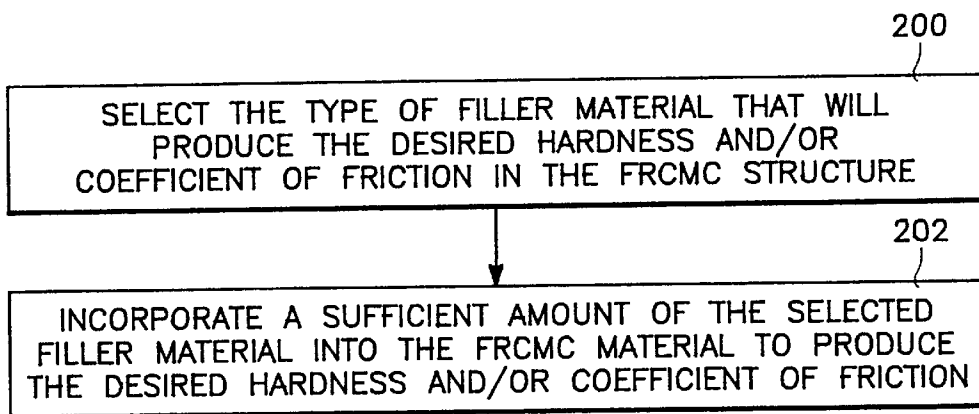 200
SELECT THE TYPE OF FILLER MATERIAL THAT WILL
PRODUCE THE DESIRED HARDNESS AND/OR
COEFFICIENT OF FRICTION IN THE FRCMC STRUCTURE
202
INCORPORATE A SUFFICIENT AMOUNT OF THE SELECTED
FILLER MATERIAL INTO THE FRCMC MATERIAL TO PRODUCE
THE DESIRED HARDNESS AND/OR COEFFICIENT OF FRICTION